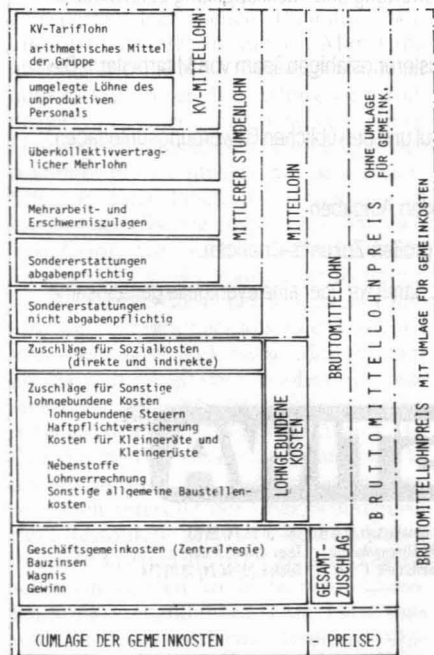 KV-Tariflohn
arithmetisches Mittel
der Gruppe
umgelegte Löhne des
unproduktiven
Personals
KV-MITTELLOHN
überkollektivvertrag-
licher Mehrlohn
Mehrarbeit- und
Erschwerniszulagen
Sondererstattungen
abgabenpflichtig
MITTLERER STUNDENLOHN
Sondererstattungen
nicht abgabenpflichtig
MITTELLOHN
Zuschläge für Sozialkosten
(direkte und indirekte)
Zuschläge für Sonstige
lohngebundene Kosten
lohngebundene Steuern
Haftpflichtversicherung
Kosten für Kleingeräte und
Kleingerüste
Nebenstoffe
Lohnverrechnung
Sonstige allgemeine Baustellen-
kosten
LOHNGEBUNDENE
KOSTEN
BRUTTOMITTELLOHN
Geschäftsgemeinkosten (Zentralregie)
Bauzinsen
Wagnis
Gewinn
GESAMT-
ZUSCHLAG
BRUTTOMITTELLOHNPREIS OHNE UMLAGE
FÜR GEMEINK.
BRUTTOMITTELLOHNPREIS MIT UMLAGE FÜR GEMEINKOSTEN
(UMLAGE DER GEMEINKOSTEN - PREISE)